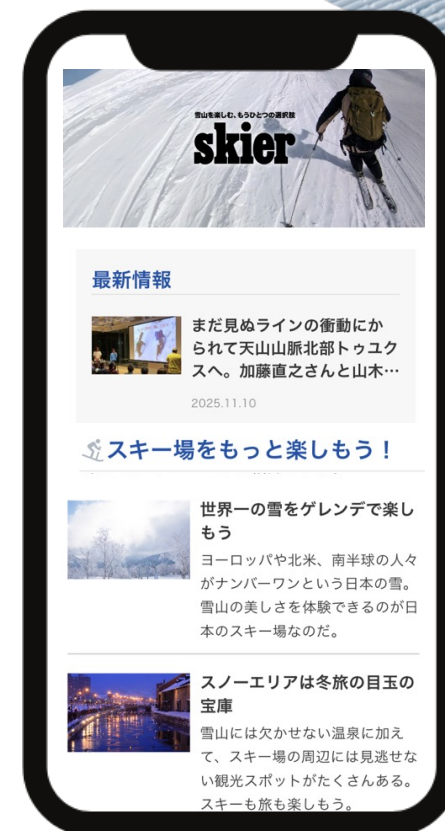 雪山を楽しむ、もうひとつの選択肢
skier
最新情報
まだ見ぬラインの衝動にか
られて天山山脈北部トゥユク
スへ。加藤直之さんと山木…
2025.11.10
スキー場をもっと楽しもう！
世界一の雪をゲレンデで楽し
もう
ヨーロッパや北米、南半球の人々
がナンバーワンという日本の雪。
雪山の美しさを体験できるのが日
本のスキー場なのだ。
スノーエリアは冬旅の目玉の
宝庫
雪山には欠かせない温泉に加え
て、スキー場の周辺には見逃せな
い観光スポットがたくさんある。
スキーも旅も楽しもう。